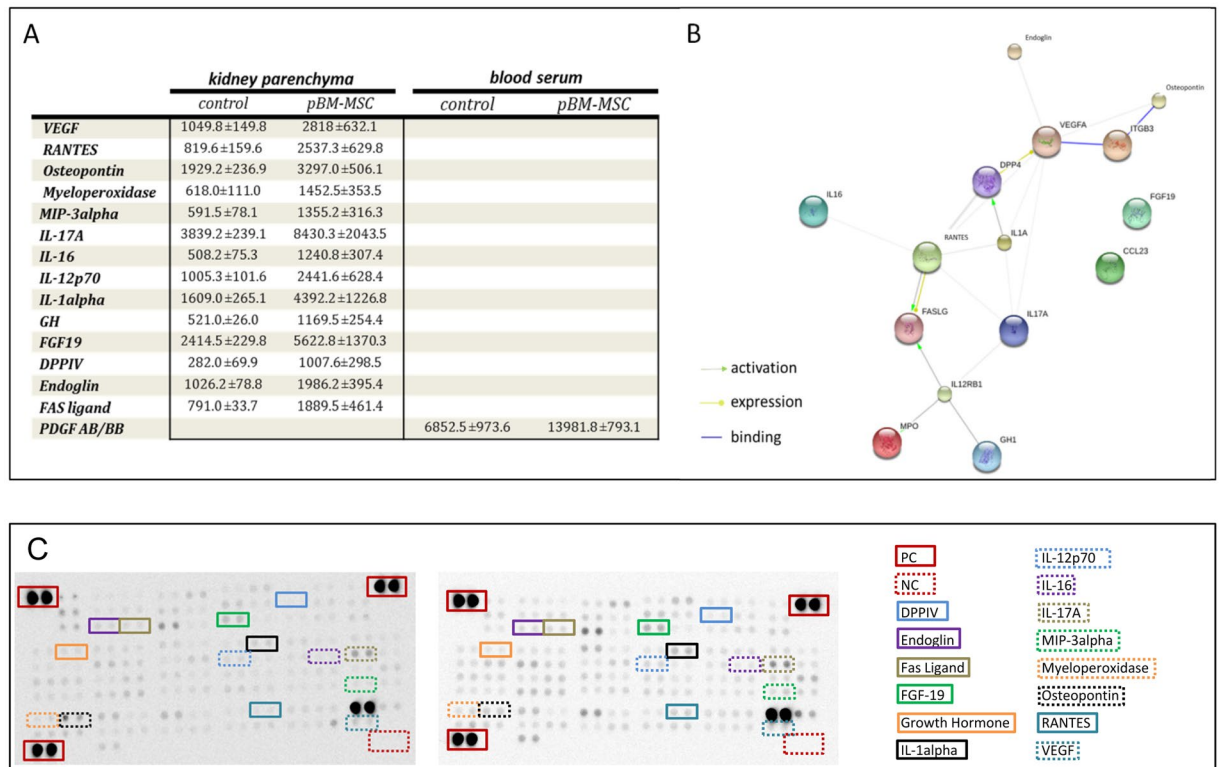 A
kidney parenchyma blood serum
control pBM-MSC control pBM-MSC
VEGF 1049.8 ±149.8 2818 ±632.1
RANTES 819.6 ±159.6 2537.3 ±629.8
Osteopontin 1929.2 ±236.9 3297.0 ±506.1
Myeloperoxidase 618.0±111.0 1452.5±353.5
MIP-3alpha 591.5 ±78.1 1355.2 ±316.3
IL-17A 3839.2 ±239.1 8430.3 ±2043.5
IL-16 508.2 ±75.3 1240.8 ±307.4
IL-12p70 1005.3 ±101.6 2441.6 ±628.4
IL-1alpha 1609.0 ±265.1 4392.2 ±1226.8
GH 521.0 ±26.0 1169.5 ±254.4
FGF19 2414.5 ±229.8 5622.8 ±1370.3
DPPIV 282.0 ±69.9 1007.6±298.5
Endoglin 1026.2 ±78.8 1986.2 ±395.4
FAS ligand 791.0 ±33.7 1889.5 ±461.4
PDGF AB/BB 6852.5 ±973.6 13981.8 ±793.1
B
Endoglin
Osteopontin
VEGFA
ITGB3
DPP4
IL16
FGF19
RANTES
IL1A
CCL23
FASLG
IL17A
IL12RB1
MPO
GH1
activation
expression
binding
C
PC IL-12p70
NC IL-16
DPPIV IL-17A
Endoglin MIP-3alpha
Fas Ligand Myeloperoxidase
FGF-19 Osteopontin
Growth Hormone RANTES
IL-1alpha VEGF